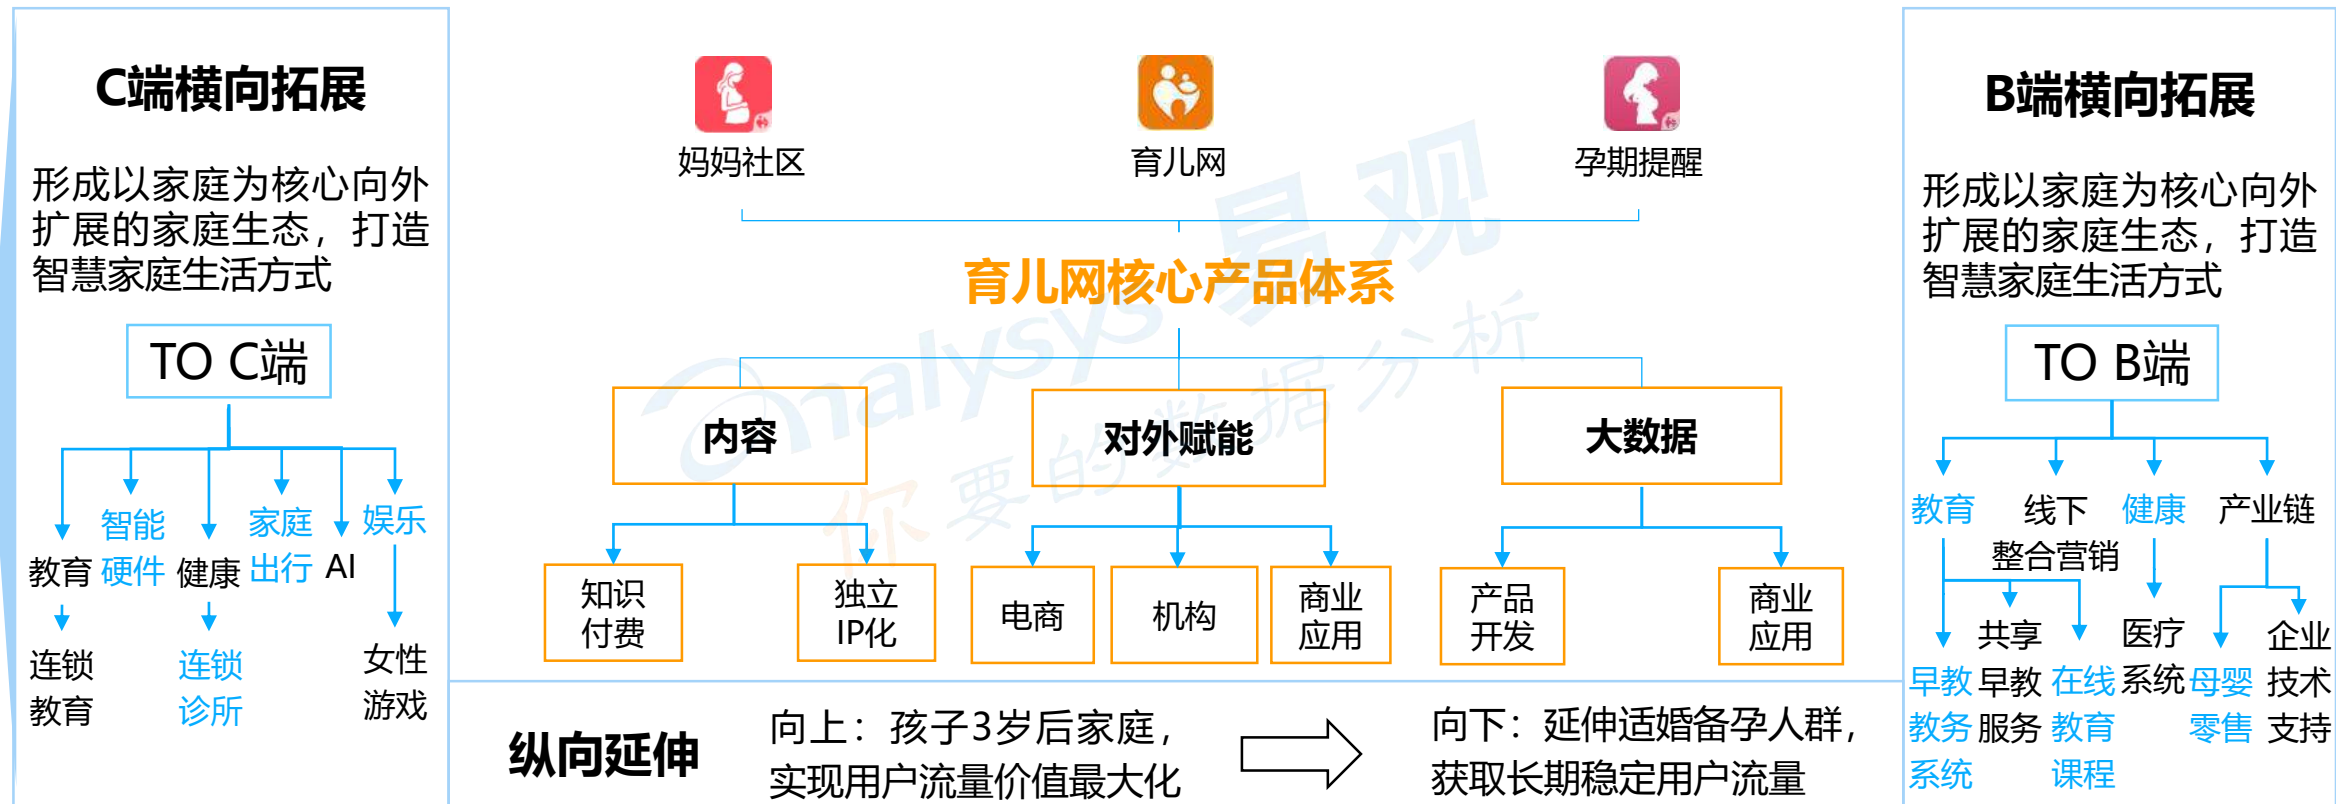 C端横向拓展
形成以家庭为核心向外
扩展的家庭生态，打造
智慧家庭生活方式
TO C端
教育
智能
硬件
健康
家庭
出行
AI
娱乐
连锁
教育
连锁
诊所
女性
游戏
妈妈社区
育儿网
孕期提醒
育儿网核心产品体系
内容
对外赋能
大数据
知识
付费
独立
IP化
电商
机构
商业
应用
产品
开发
商业
应用
analysys 易观
你要的数据分析
纵向延伸
向上：孩子3岁后家庭，
实现用户流量价值最大化
向下：延伸适婚备孕人群，
获取长期稳定用户流量
B端横向拓展
形成以家庭为核心向外
扩展的家庭生态，打造
智慧家庭生活方式
TO B端
教育
线下
整合营销
健康
产业链
早教
教务
系统
共享
早教
服务
在线
教育
课程
医疗
系统
母婴
零售
企业
技术
支持